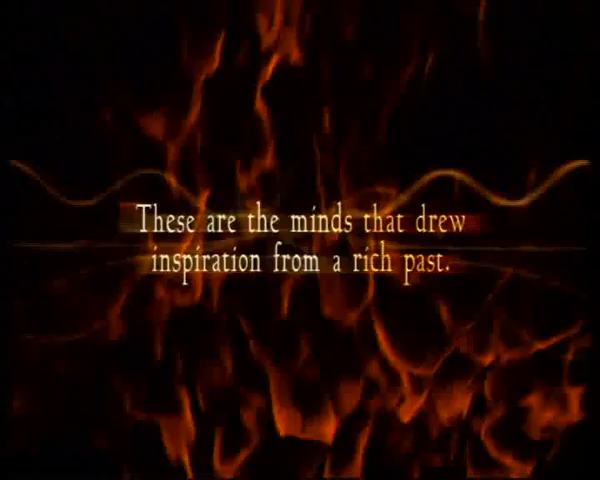 These are the minds that drew
inspiration from a rich past.